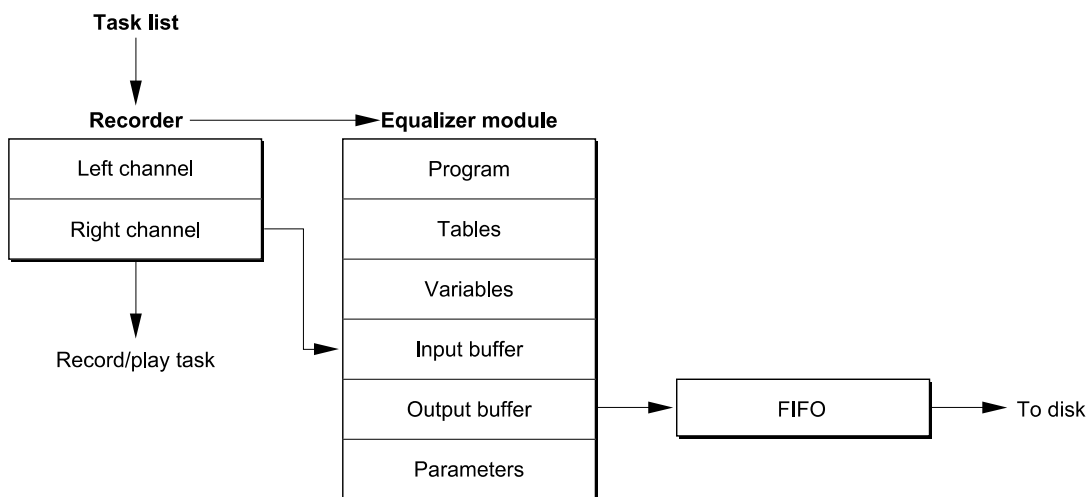 Task list
Recorder
Equalizer module
Left channel
Right channel
Record/play task
Program
Tables
Variables
Input buffer
Output buffer
Parameters
FIFO
To disk